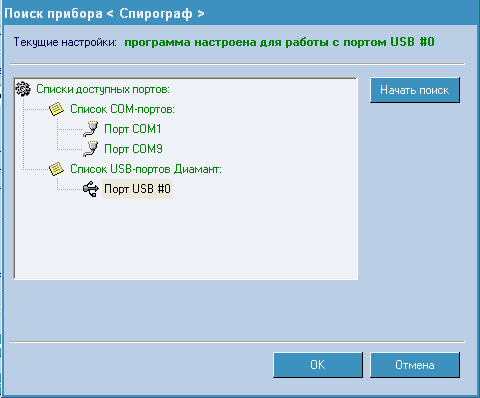 Поиск прибора < Спирограф >
Текущие настройки: программа настроена для работы с портом USB #0
Списки доступных портов:
Начать поиск
Список COM-портов:
Порт COM1
Порт COM9
Список USB-портов Диамант:
Порт USB #0
OK
Отмена